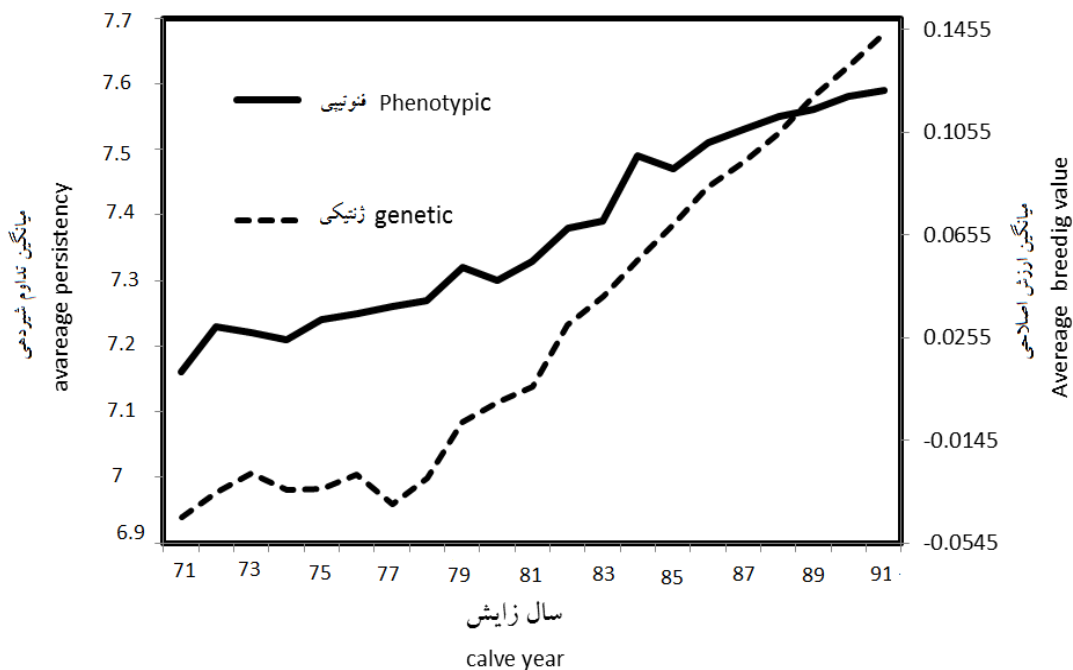 7.7
7.6
7.5
7.4
7.3
7.2
7.1
7
6.9
میانگین تداوم شیردهی
avareage persistency
فنوتیپی Phenotypic
ژنتیکی genetic
0.1455
0.1055
0.0655
0.0255
-0.0145
-0.0545
میانگین ارزش اصلاحی
Avereage breedig value
71 73 75 77 79 81 83 85 87 89 91
سال زایش
calve year